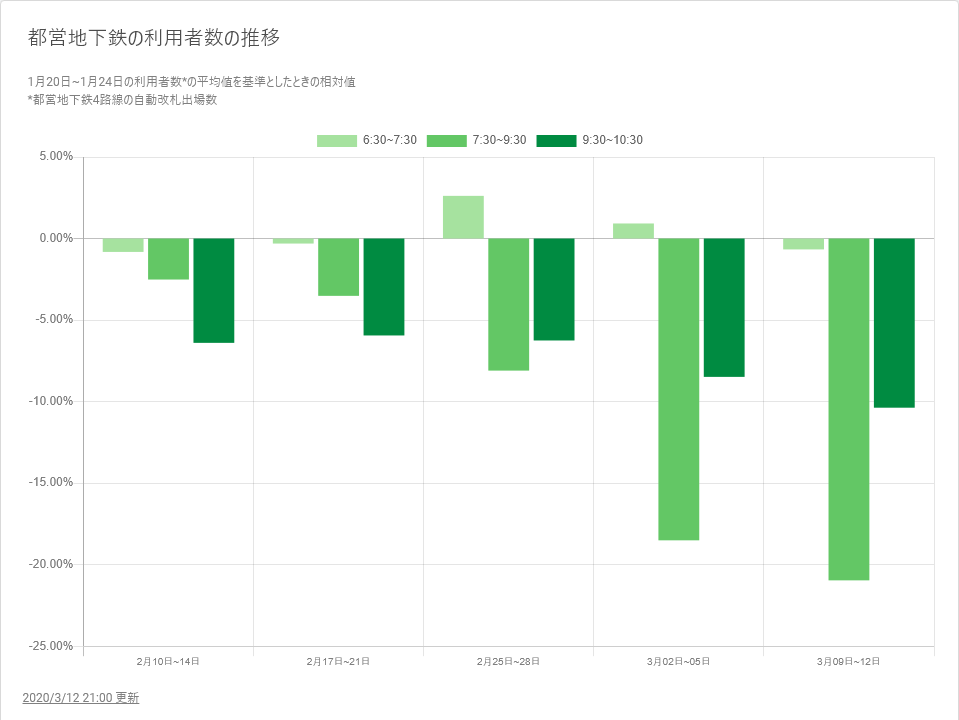 都営地下鉄の利用者数の推移
1月20日~1月24日の利用者数*の平均値を基準としたときの相対値
*都営地下鉄4路線の自動改札出場数
6:30~7:30 7:30~9:30 9:30~10:30
5.00%
0.00%
-5.00%
-10.00%
-15.00%
-20.00%
-25.00%
2月10日~14日 2月17日~21日 2月25日~28日 3月02日~05日 3月09日~12日
2020/3/12 21:00 更新